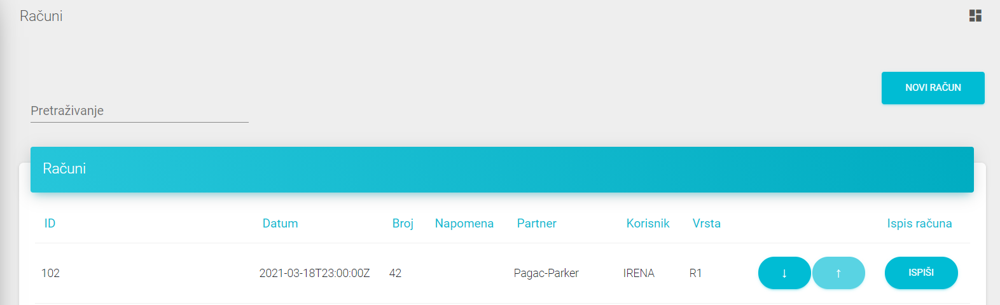 Računi
NOVI RAČUN
Pretraživanje
Računi
ID Datum Broj Napomena Partner Korisnik Vrsta Ispis računa
102 2021-03-18T23:00:00Z 42 Pagac-Parker IRENA R1 ↓ ↑ ISPIŠI